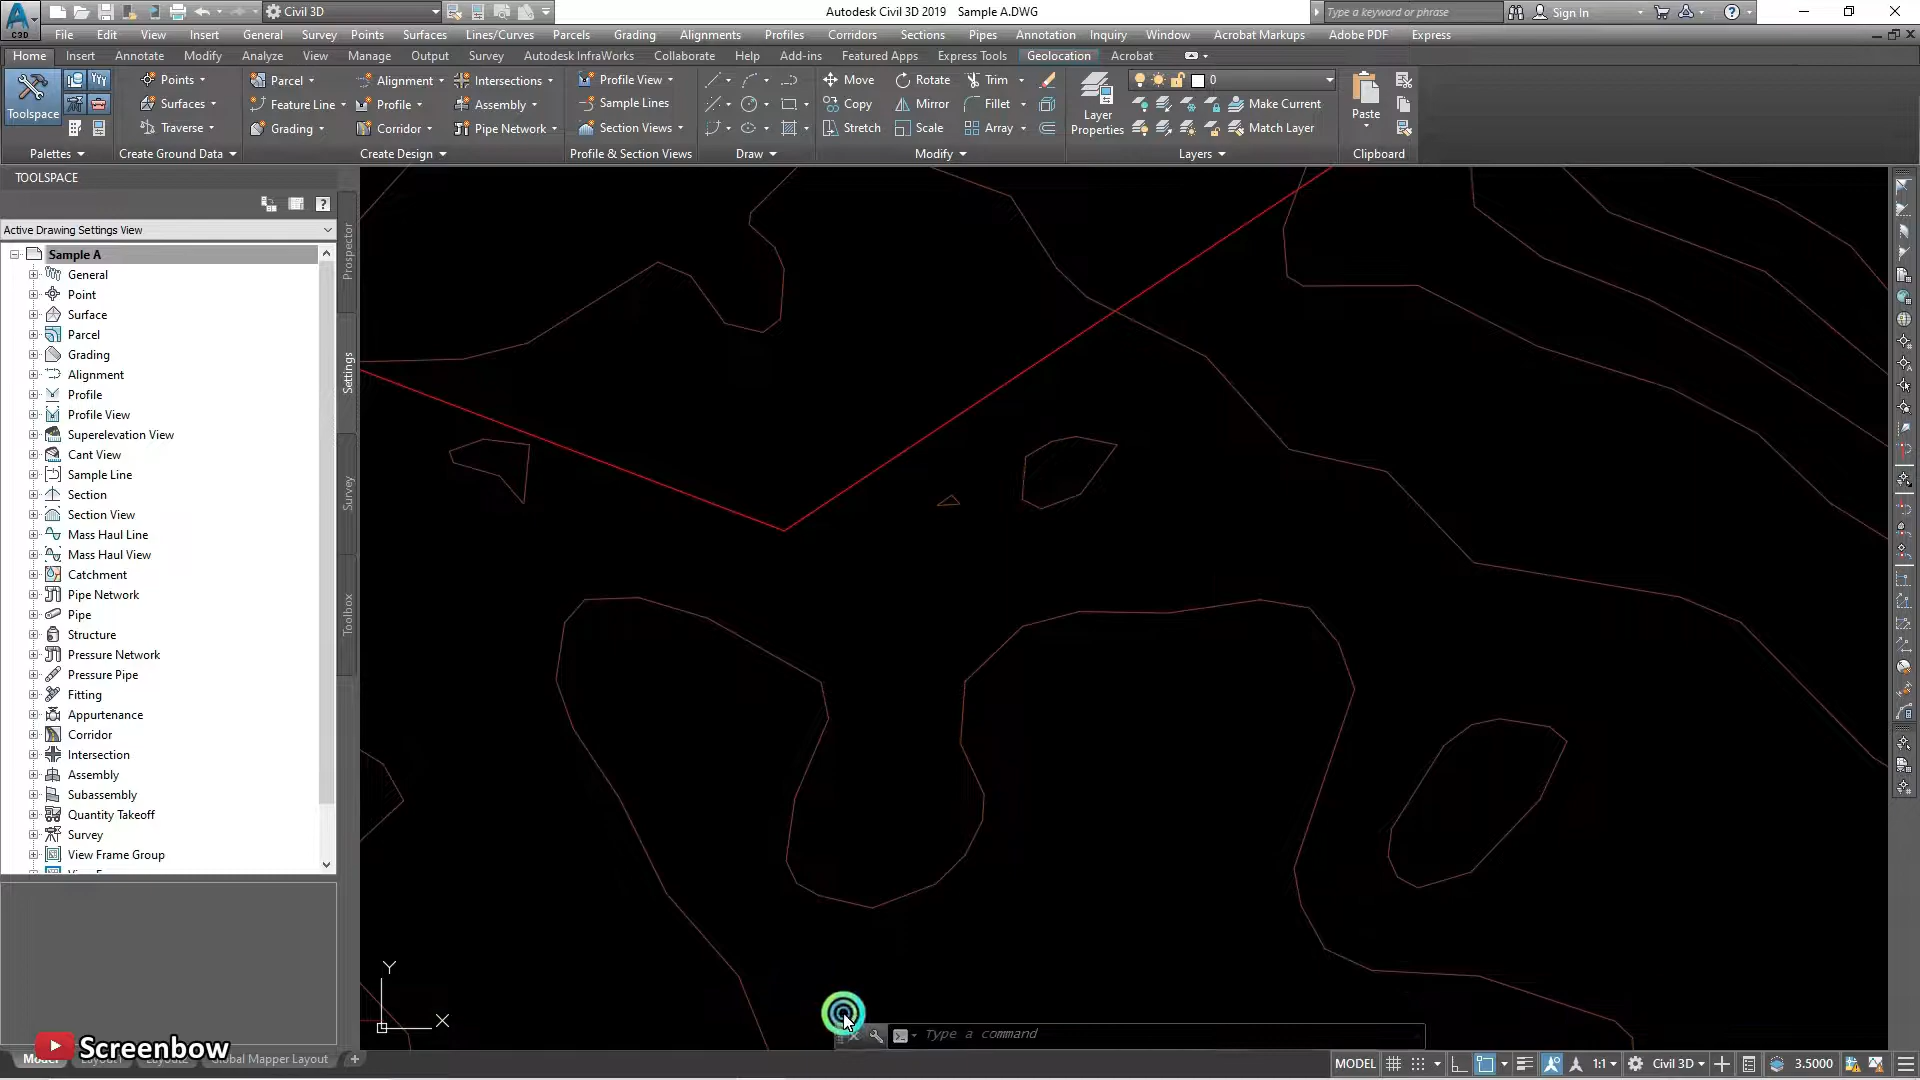 Civil 3D
Autodesk Civil 3D 2019 Sample A.DWG
Type a keyword or phrase
Sign In
C3D
File Edit View Insert General Survey Points Surfaces Lines/Curves Parcels Grading Alignments Profiles Corridors Sections Pipes Annotation Inquiry Window Acrobat Markups Adobe PDF Express
Home Insert Annotate Modify Analyze View Manage Output Survey Autodesk InfraWorks Collaborate Help Add-ins Featured Apps Express Tools Geolocation Acrobat
Points Parcel Alignment Intersections Profile View Move Rotate Trim 0
Toolspace Surfaces Feature Line Profile Assembly Sample Lines Copy Mirror Fillet Layer Properties Make Current Paste
Traverse Grading Corridor Pipe Network Section Views Stretch Scale Array Match Layer
Palettes Create Ground Data Create Design Profile & Section Views Draw Modify Layers Clipboard
TOOLSPACE
Active Drawing Settings View
Sample A
General
Point
Surface
Parcel
Grading
Alignment
Profile
Profile View
Superelevation View
Cant View
Sample Line
Section
Section View
Mass Haul Line
Mass Haul View
Catchment
Pipe Network
Pipe
Structure
Pressure Network
Pressure Pipe
Fitting
Appurtenance
Corridor
Intersection
Assembly
Subassembly
Quantity Takeoff
Survey
View Frame Group
Prospector
Settings
Survey
Toolbox
Y
X
Type a command
Screenbow
Model Layout1 Layout2 Global Mapper Layout
MODEL 1:1 Civil 3D 3.5000